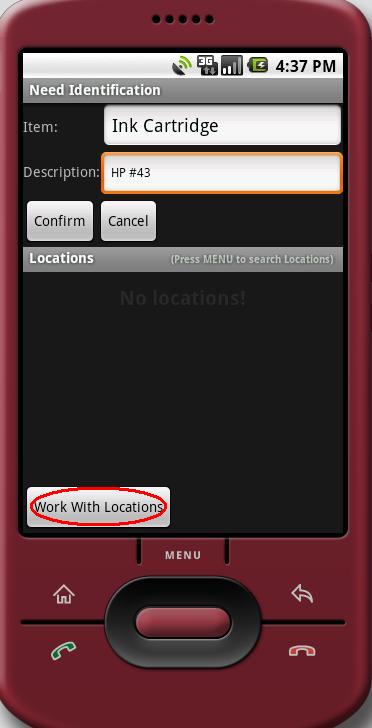 3G 4:37 PM
Need Identification
Item: Ink Cartridge
Description: HP #43
Confirm Cancel
Locations (Press MENU to search Locations)
No locations!
Work With Locations
MENU